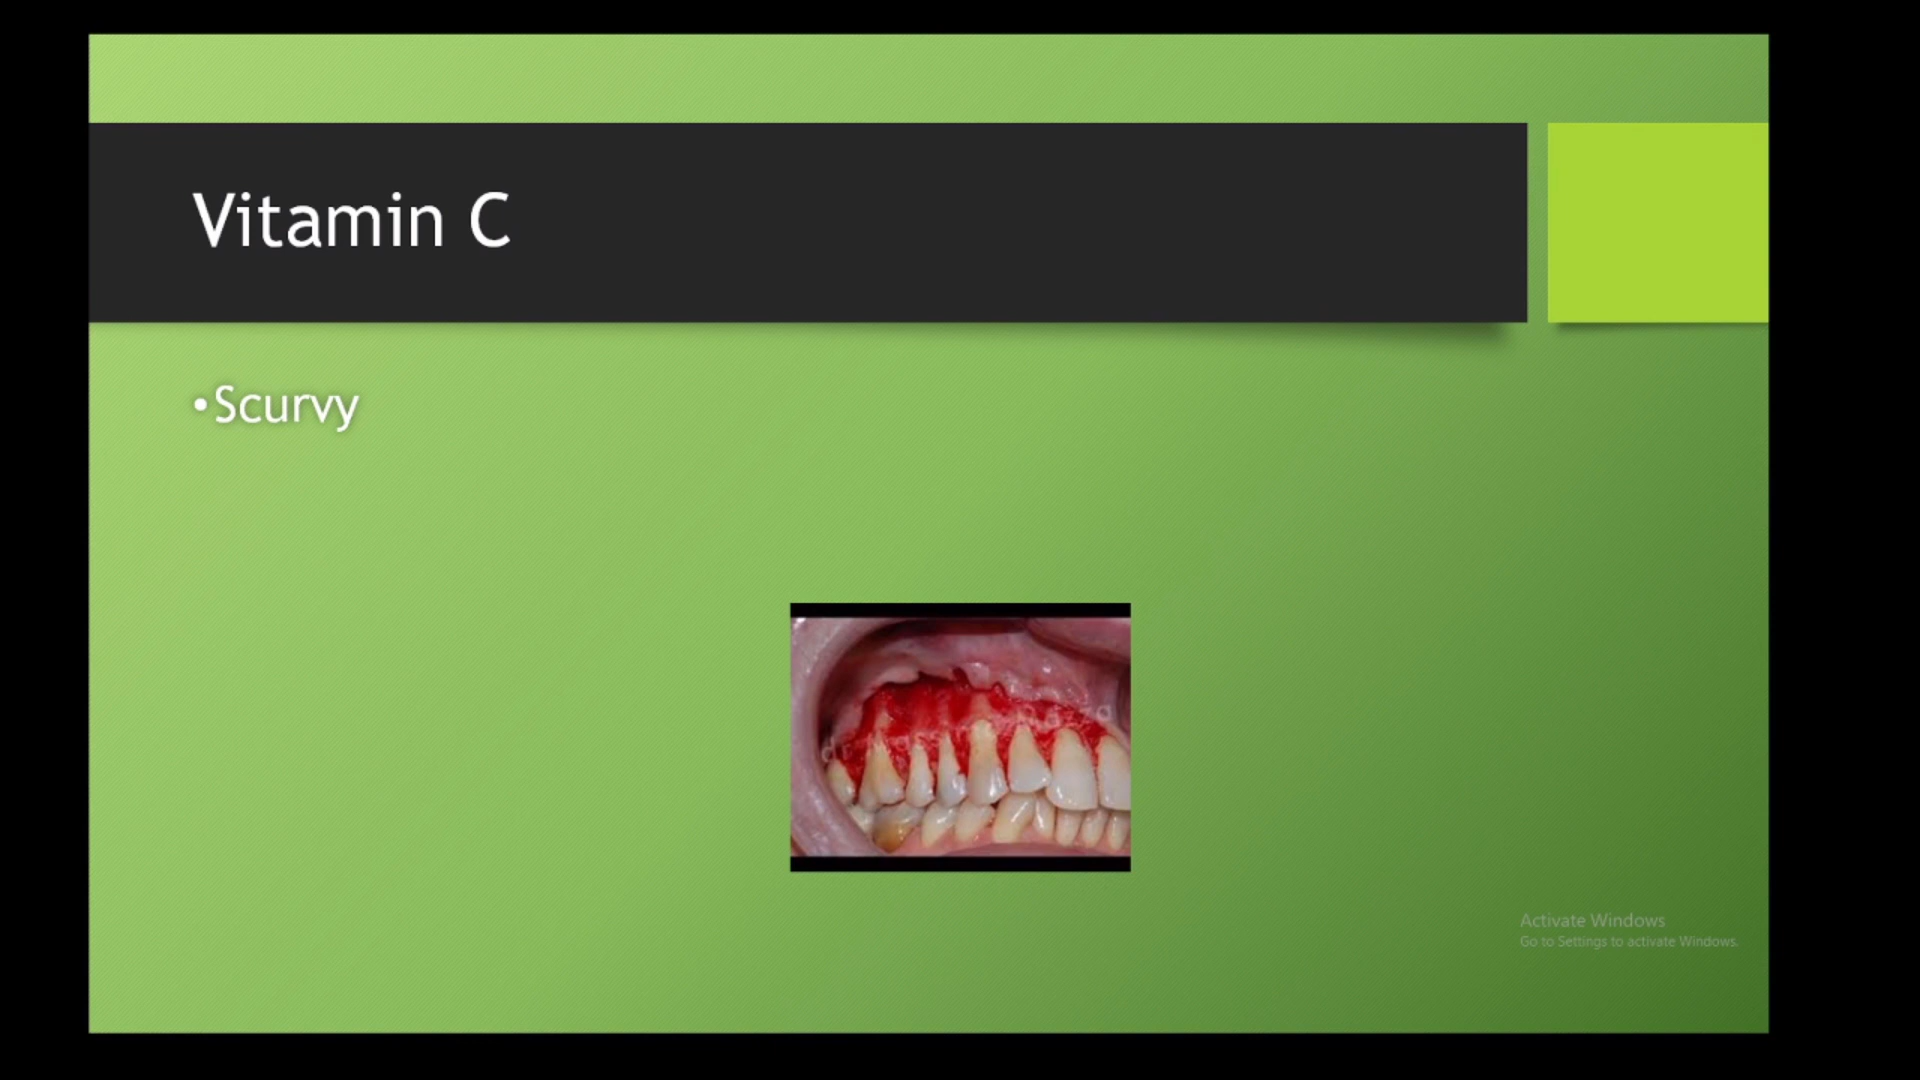 Vitamin C
•Scurvy
Activate Windows
Go to Settings to activate Windows.